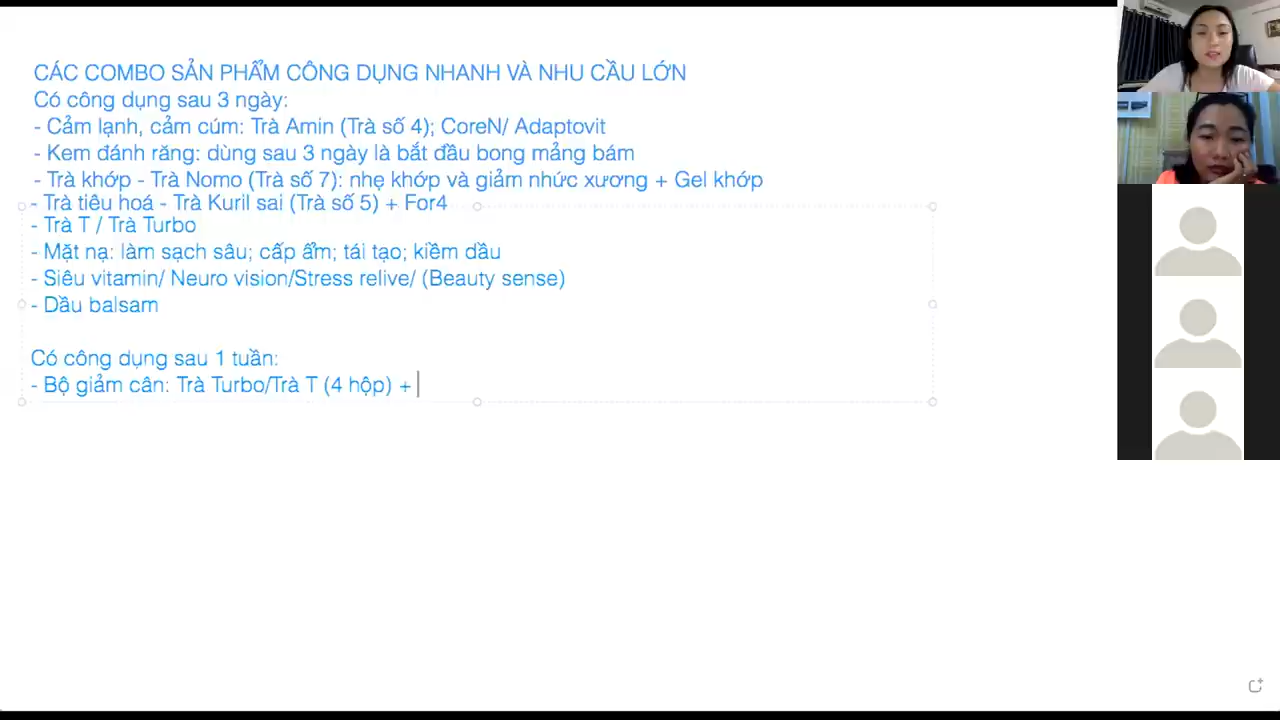 CÁC COMBO SẢN PHẨM CÔNG DỤNG NHANH VÀ NHU CẦU LỚN
Có công dụng sau 3 ngày:
- Cảm lạnh, cảm cúm: Trà Amin (Trà số 4); CoreN/ Adaptovit
- Kem đánh răng: dùng sau 3 ngày là bắt đầu bong mảng bám
- Trà khớp - Trà Nomo (Trà số 7): nhẹ khớp và giảm nhức xương + Gel khớp
- Trà tiêu hoá - Trà Kuril sai (Trà số 5) + For4
- Trà T / Trà Turbo
- Mặt nạ: làm sạch sâu; cấp ẩm; tái tạo; kiềm dầu
- Siêu vitamin/ Neuro vision/Stress relive/ (Beauty sense)
- Dầu balsam
Có công dụng sau 1 tuần:
- Bộ giảm cân: Trà Turbo/Trà T (4 hộp) +